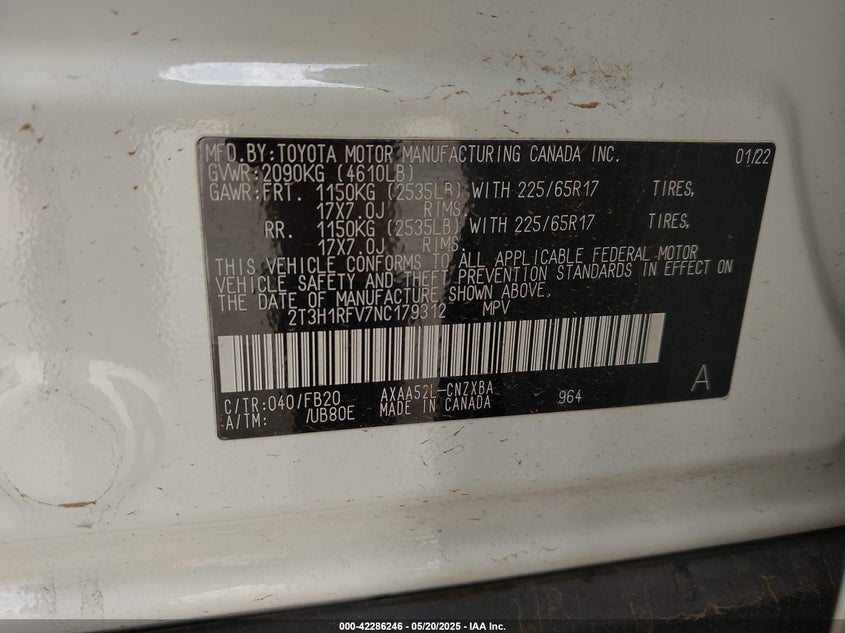 MFD.BY:TOYOTA MOTOR MANUFACTURING CANADA INC. 01/22
GVWR:2090KG (4610LB)
GAWR:FRT. 1150KG (2535LB) WITH 225/65R17 TIRES,
17X7.0J RIMS,
RR. 1150KG (2535LB) WITH 225/65R17 TIRES,
17X7.0J RIMS.
THIS VEHICLE CONFORMS TO ALL APPLICABLE FEDERAL MOTOR
VEHICLE SAFETY AND THEFT PREVENTION STANDARDS IN EFFECT ON
THE DATE OF MANUFACTURE SHOWN ABOVE.
2T3H1RFV7NC179312 MPV
C/TR:040/FB20 AXAA52L-CNZXBA 964 A
A/TM: /UB80E MADE IN CANADA
000-42286246 — 05/20/2025 — IAA Inc.